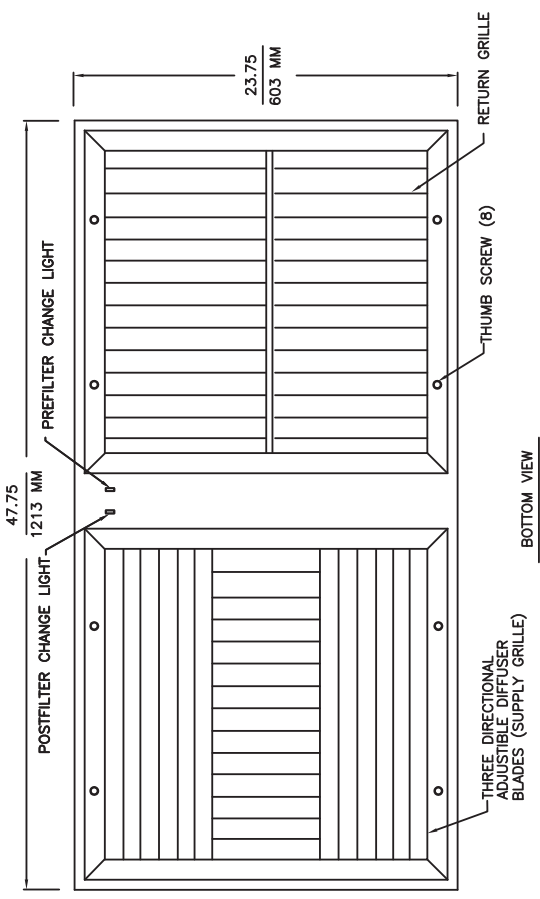 47.75
1213 MM
POSTFILTER CHANGE LIGHT
PREFILTER CHANGE LIGHT
23.75
603 MM
THREE DIRECTIONAL
ADJUSTIBLE DIFFUSER
BLADES (SUPPLY GRILLE)
THUMB SCREW (8)
RETURN GRILLE
BOTTOM VIEW